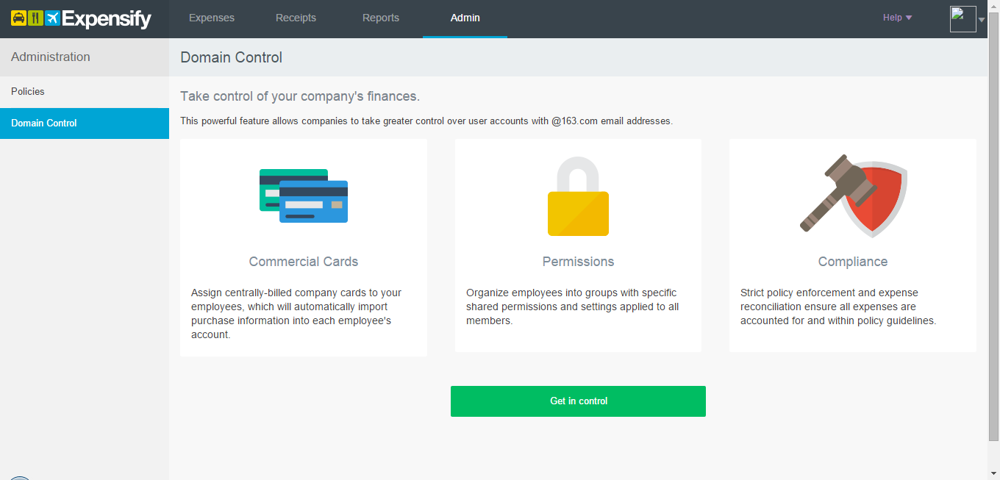 Expensify
Expenses
Receipts
Reports
Admin
Help
Administration
Policies
Domain Control
Domain Control
Take control of your company's finances.
This powerful feature allows companies to take greater control over user accounts with @163.com email addresses.
Commercial Cards
Assign centrally-billed company cards to your
employees, which will automatically import
purchase information into each employee's
account.
Permissions
Organize employees into groups with specific
shared permissions and settings applied to all
members.
Compliance
Strict policy enforcement and expense
reconciliation ensure all expenses are
accounted for and within policy guidelines.
Get in control